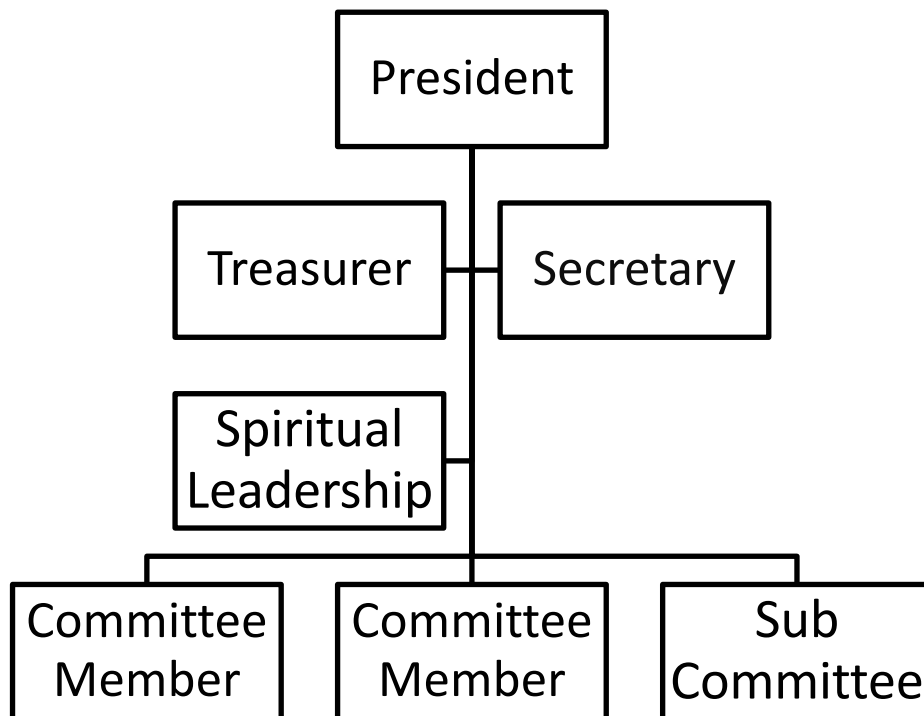 President
Treasurer
Secretary
Spiritual
Leadership
Committee
Member
Committee
Member
Sub
Committee